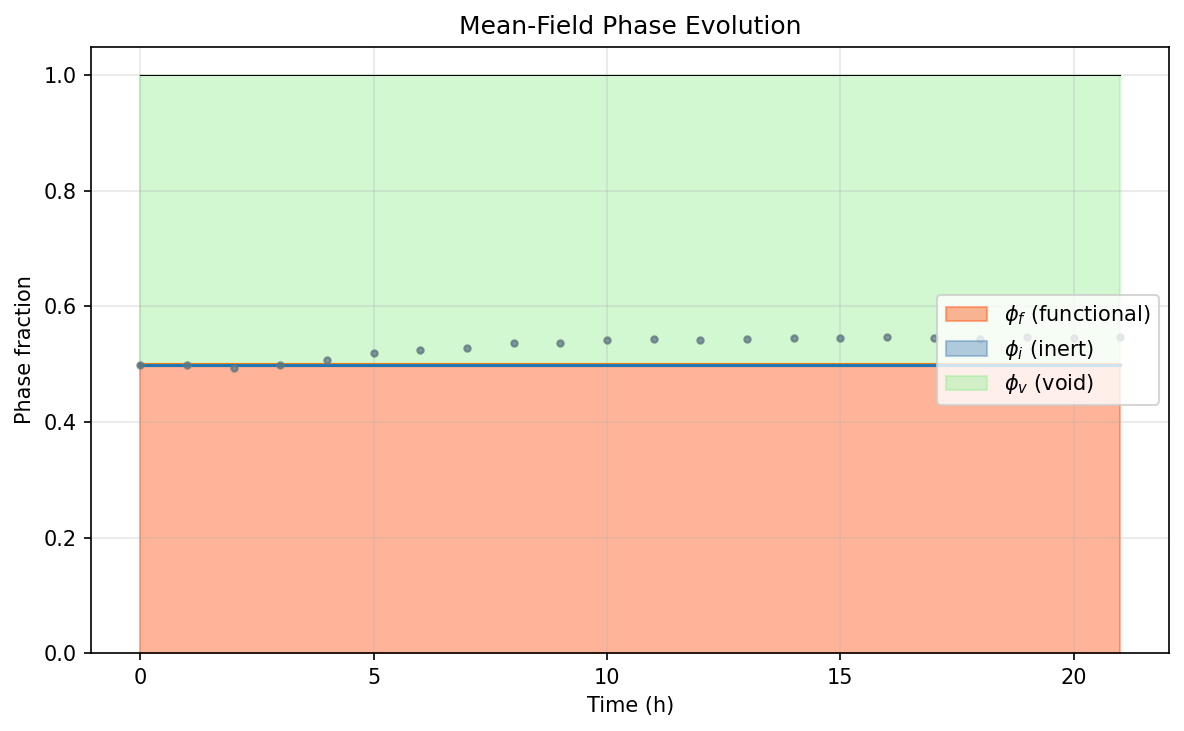 Mean-Field Phase Evolution
Phase fraction
1.0
0.8
0.6
0.4
0.2
0.0
ϕf (functional)
ϕi (inert)
ϕv (void)
0 5 10 15 20
Time (h)